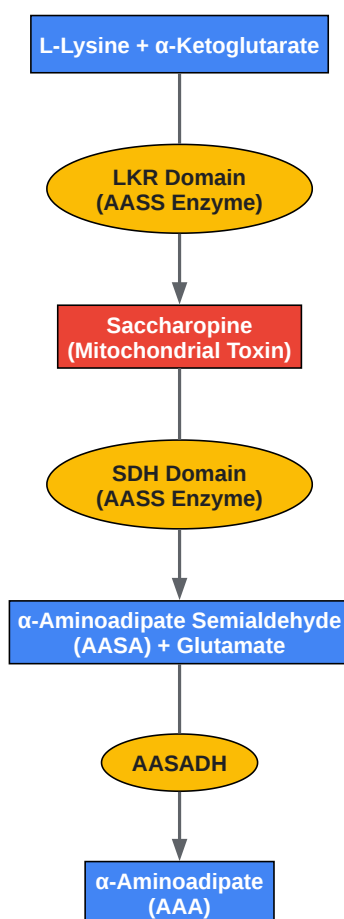 L-Lysine + α-Ketoglutarate
LKR Domain
(AASS Enzyme)
Saccharopine
(Mitochondrial Toxin)
SDH Domain
(AASS Enzyme)
α-Aminoadipate Semialdehyde
(AASA) + Glutamate
AASADH
α-Aminoadipate
(AAA)